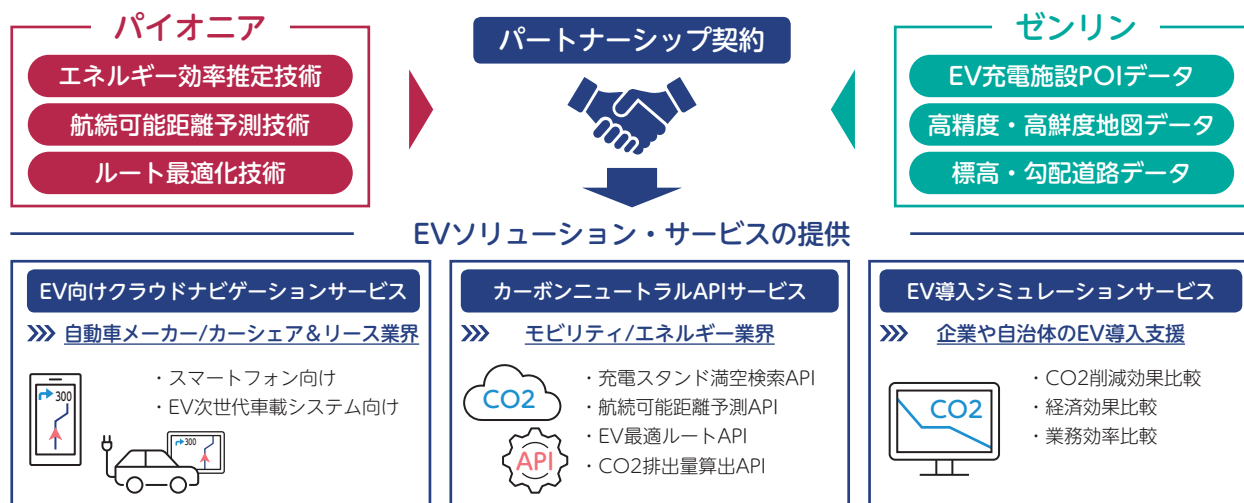 パイオニア
エネルギー効率推定技術
航続可能距離予測技術
ルート最適化技術
パートナーシップ契約
ゼンリン
EV充電施設POIデータ
高精度・高鮮度地図データ
標高・勾配道路データ
EVソリューション・サービスの提供
EV向けクラウドナビゲーションサービス
自動車メーカー/カーシェア&リース業界
300
・スマートフォン向け
・EV次世代車載システム向け
300
カーボンニュートラルAPIサービス
モビリティ/エネルギー業界
CO2
API
・充電スタンド満空検索API
・航続可能距離予測API
・EV最適ルートAPI
・CO2排出量算出API
EV導入シミュレーションサービス
企業や自治体のEV導入支援
CO2
・CO2削減効果比較
・経済効果比較
・業務効率比較